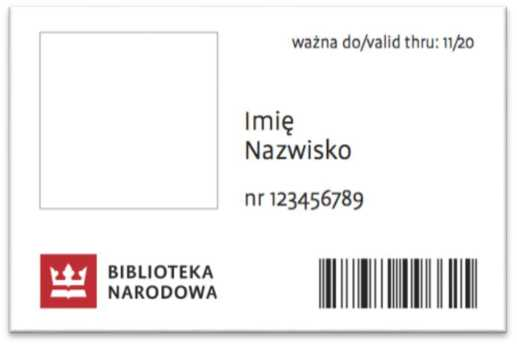 ważna do/valid thru: 11/20
Imię
Nazwisko
nr 123456789
BIBLIOTEKA
NARODOWA